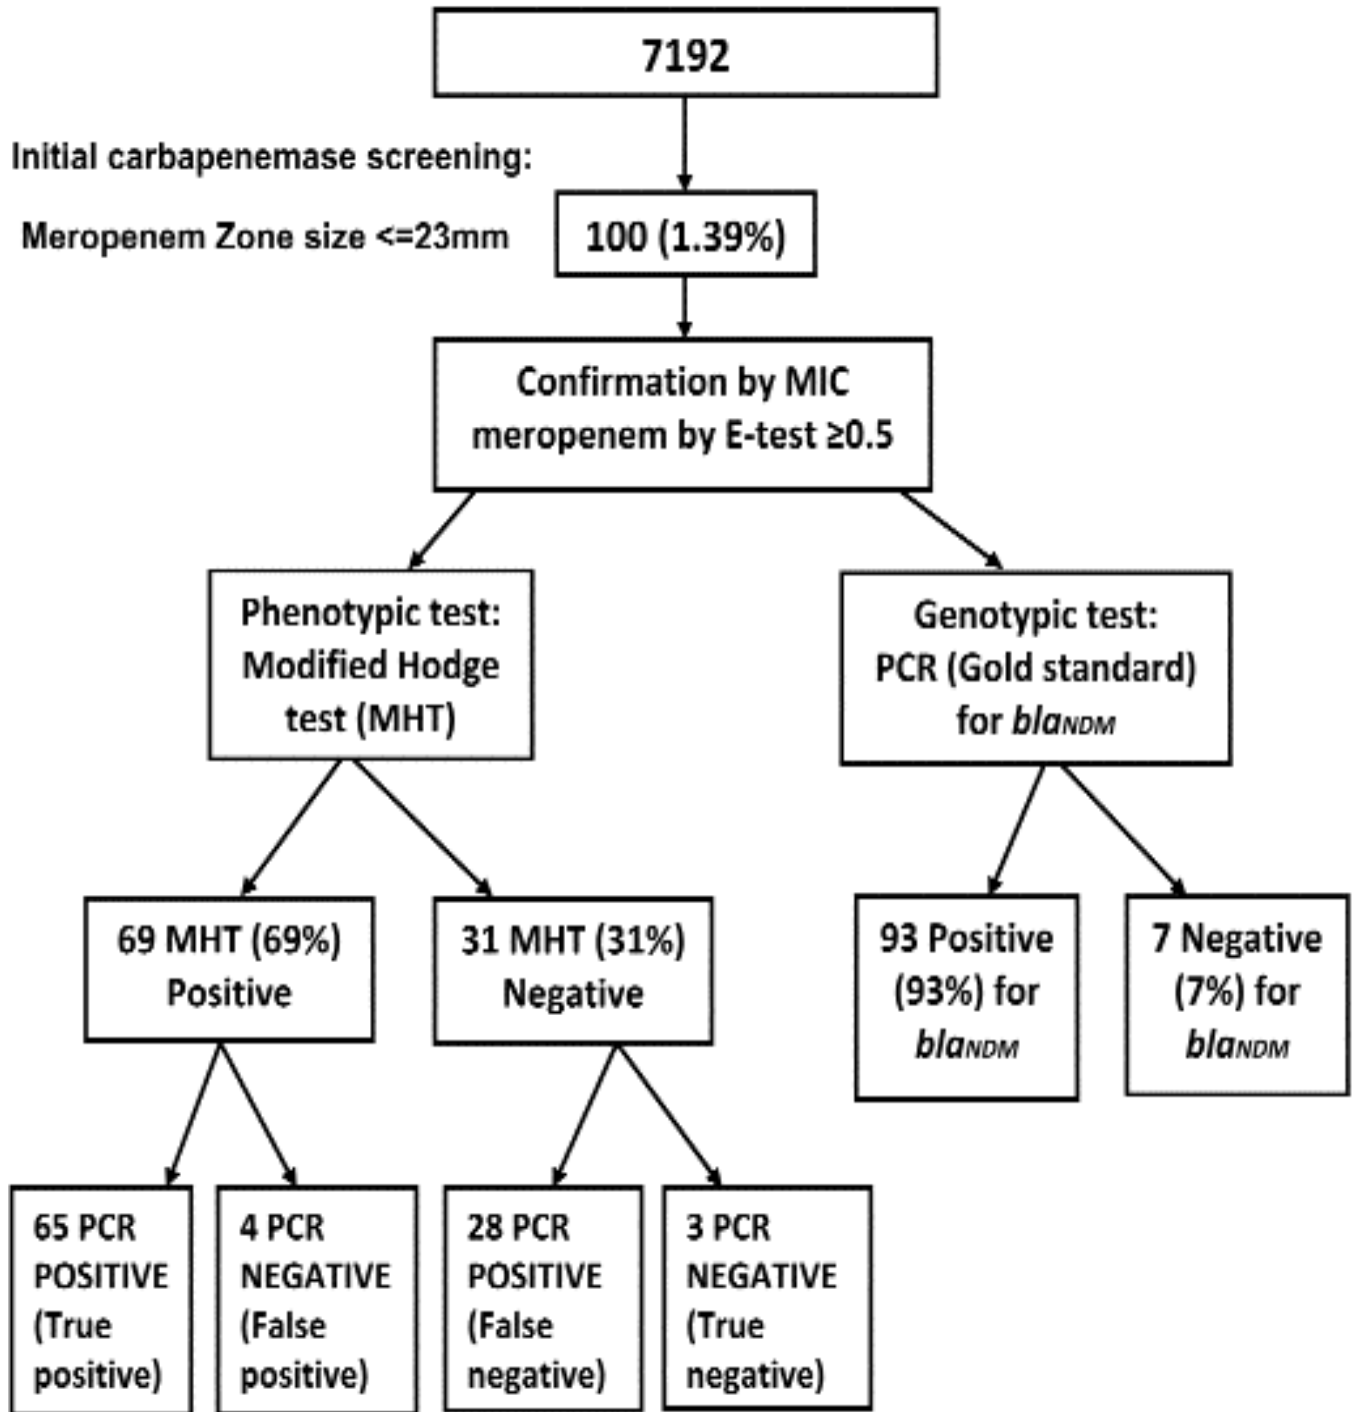 7192
Initial carbapenemase screening:
Meropenem Zone size <=23mm
100 (1.39%)
Confirmation by MIC
meropenem by E-test ≥0.5
Phenotypic test:
Modified Hodge
test (MHT)
Genotypic test:
PCR (Gold standard)
for blaNDM
69 MHT (69%)
Positive
31 MHT (31%)
Negative
93 Positive
(93%) for
blaNDM
7 Negative
(7%) for
blaNDM
65 PCR
POSITIVE
(True
positive)
4 PCR
NEGATIVE
(False
positive)
28 PCR
POSITIVE
(False
negative)
3 PCR
NEGATIVE
(True
negative)